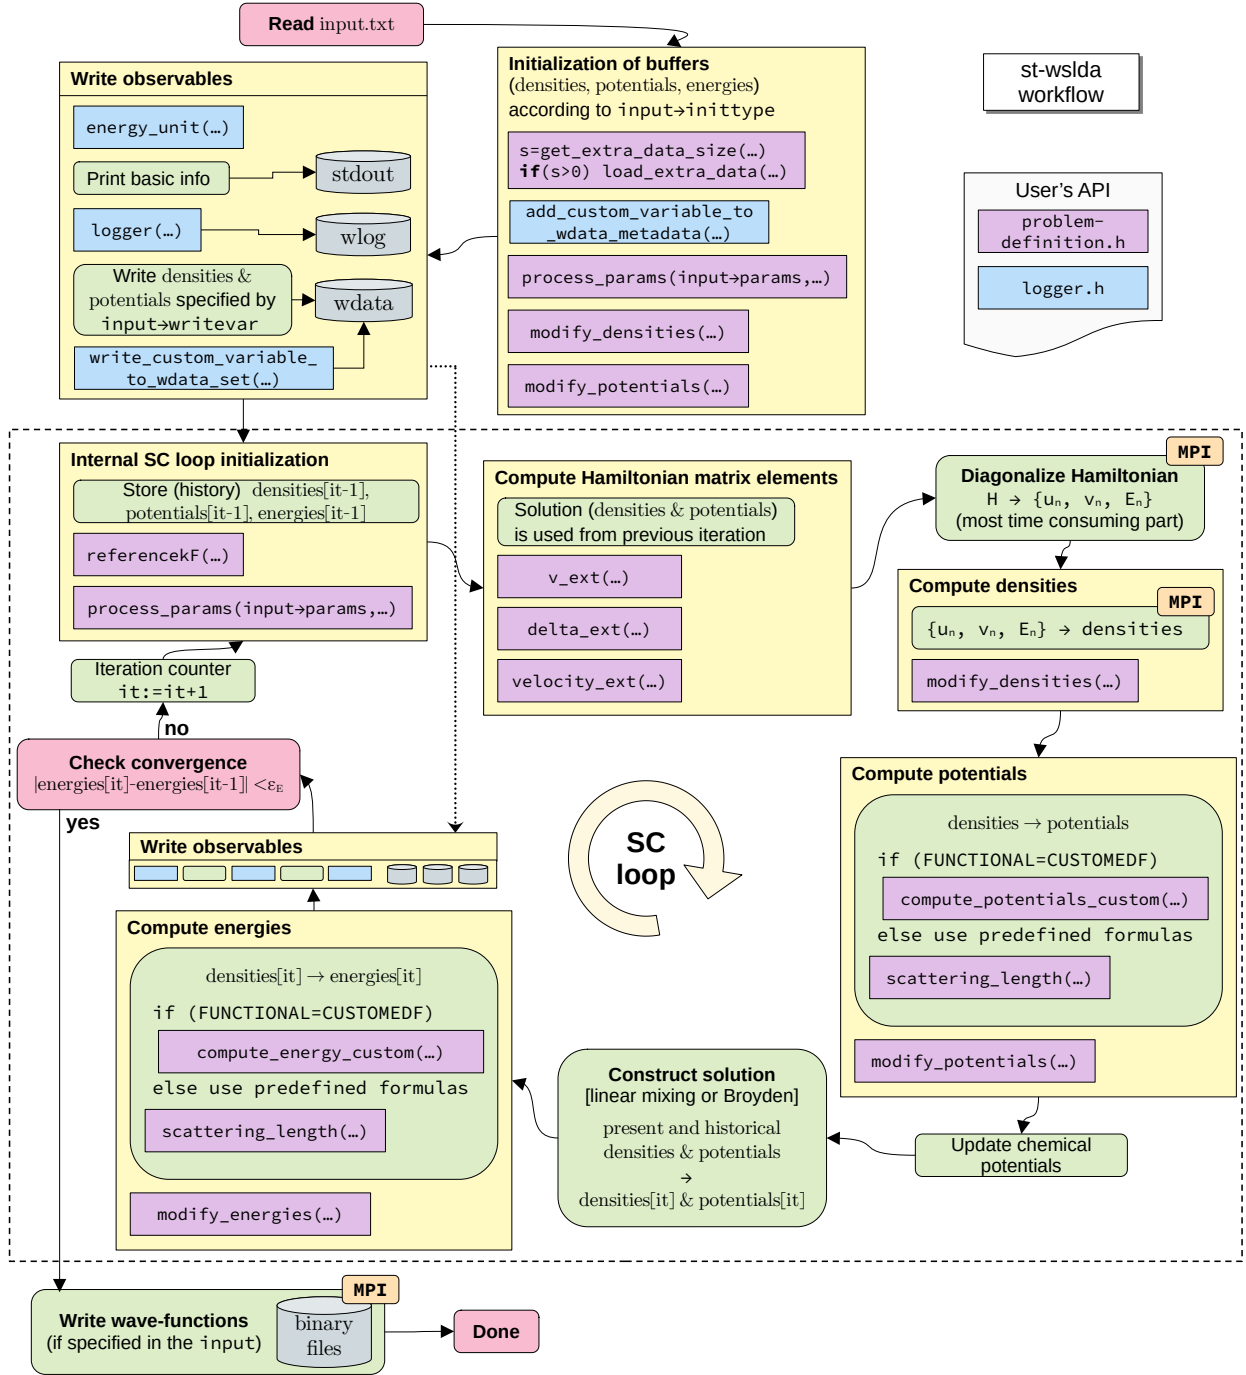 Read input.txt
Write observables
energy_unit(…)
Print basic info
stdout
logger(…)
wlog
Write densities &
potentials specified by
input→writevar
wdata
write_custom_variable_
to_wdata_set(…)
Initialization of buffers
(densities, potentials, energies)
according to input→inittype
s=get_extra_data_size(…)
if(s>0) load_extra_data(…)
add_custom_variable_to
_wdata_metadata(…)
process_params(input→params,…)
modify_densities(…)
modify_potentials(…)
st-wslda
workflow
User's API
problem-
definition.h
logger.h
Internal SC loop initialization
Store (history) densities[it-1],
potentials[it-1], energies[it-1]
referencekF(…)
process_params(input→params,…)
Iteration counter
it:=it+1
no
Check convergence
|energies[it]-energies[it-1]| <εE
yes
Compute Hamiltonian matrix elements
Solution (densities & potentials)
is used from previous iteration
v_ext(…)
delta_ext(…)
velocity_ext(…)
MPI
Diagonalize Hamiltonian
H → {uₙ, vₙ, Eₙ}
(most time consuming part)
Compute densities
MPI
{uₙ, vₙ, Eₙ} → densities
modify_densities(…)
Compute potentials
densities → potentials
if (FUNCTIONAL=CUSTOMEDF)
compute_potentials_custom(…)
else use predefined formulas
scattering_length(…)
modify_potentials(…)
Update chemical
potentials
SC
loop
Construct solution
[linear mixing or Broyden]
present and historical
densities & potentials
→
densities[it] & potentials[it]
Write observables
Compute energies
densities[it] → energies[it]
if (FUNCTIONAL=CUSTOMEDF)
compute_energy_custom(…)
else use predefined formulas
scattering_length(…)
modify_energies(…)
MPI
Write wave-functions
(if specified in the input)
binary
files
Done